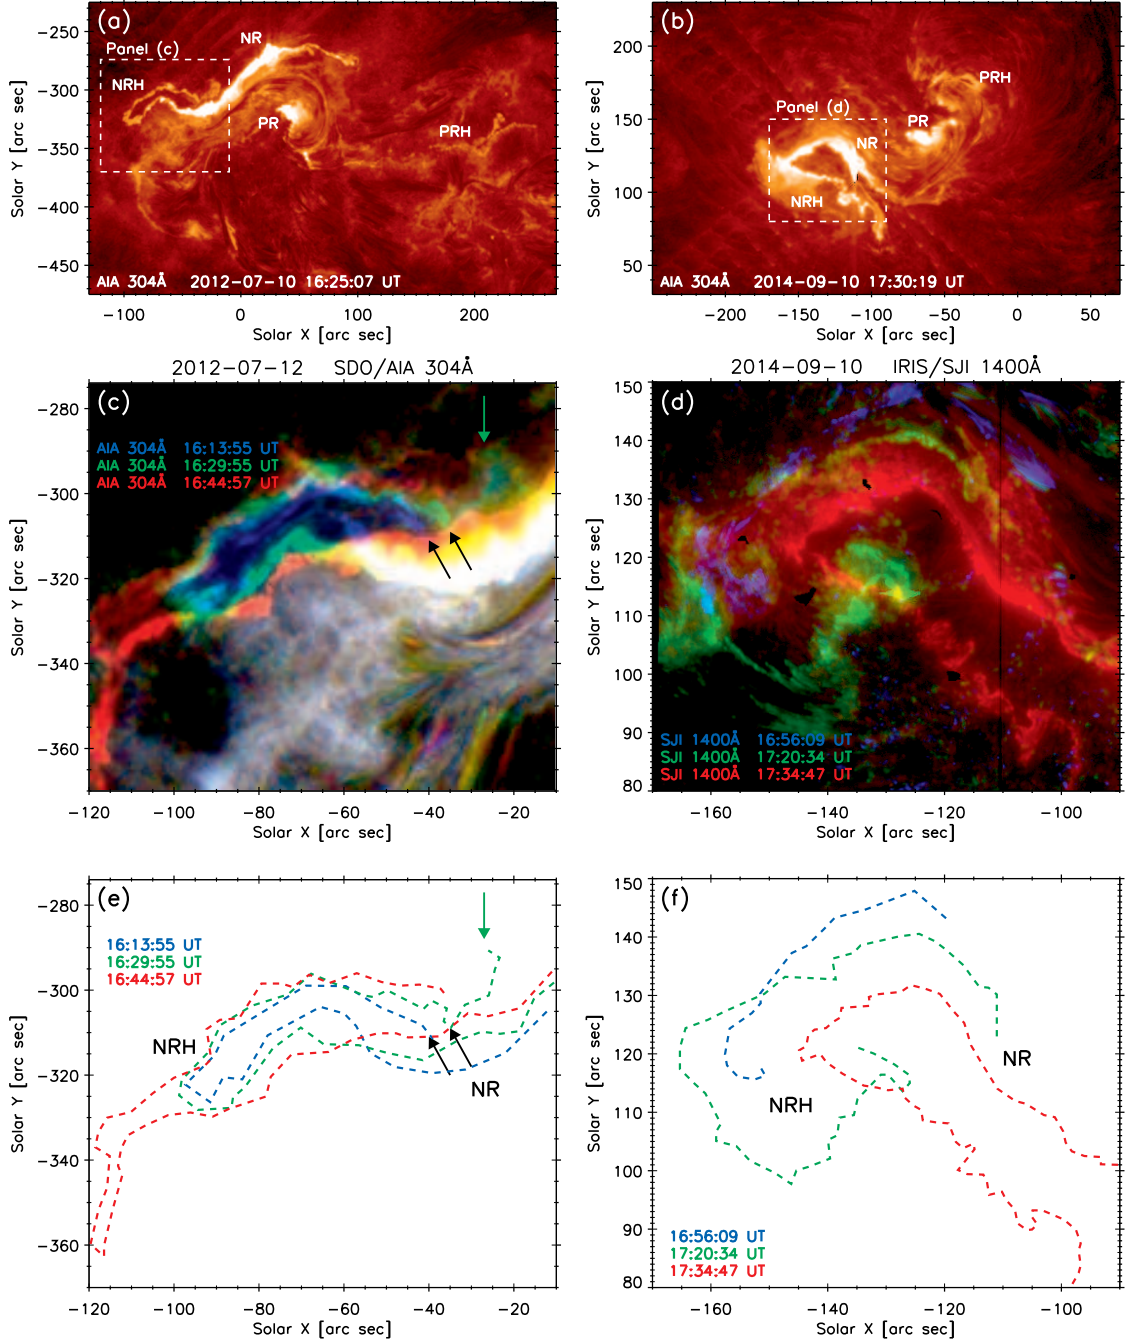 (a)
Panel (c)
NR
NRH
PR
PRH
AIA 304Å 2012-07-10 16:25:07 UT
-250
-300
-350
-400
-450
Solar Y [arc sec]
-100 0 100 200
Solar X [arc sec]
(b)
PRH
Panel (d)
PR
NR
NRH
AIA 304Å 2014-09-10 17:30:19 UT
200
150
100
50
Solar Y [arc sec]
-200 -150 -100 -50 0 50
Solar X [arc sec]
2012-07-12 SDO/AIA 304Å
(c)
AIA 304Å 16:13:55 UT
AIA 304Å 16:29:55 UT
AIA 304Å 16:44:57 UT
-280
-300
-320
-340
-360
Solar Y [arc sec]
-120 -100 -80 -60 -40 -20
Solar X [arc sec]
2014-09-10 IRIS/SJI 1400Å
(d)
SJI 1400Å 16:56:09 UT
SJI 1400Å 17:20:34 UT
SJI 1400Å 17:34:47 UT
150
140
130
120
110
100
90
80
Solar Y [arc sec]
-160 -140 -120 -100
Solar X [arc sec]
(e)
16:13:55 UT
16:29:55 UT
16:44:57 UT
NRH
NR
-280
-300
-320
-340
-360
Solar Y [arc sec]
-120 -100 -80 -60 -40 -20
Solar X [arc sec]
(f)
NR
NRH
16:56:09 UT
17:20:34 UT
17:34:47 UT
150
140
130
120
110
100
90
80
Solar Y [arc sec]
-160 -140 -120 -100
Solar X [arc sec]